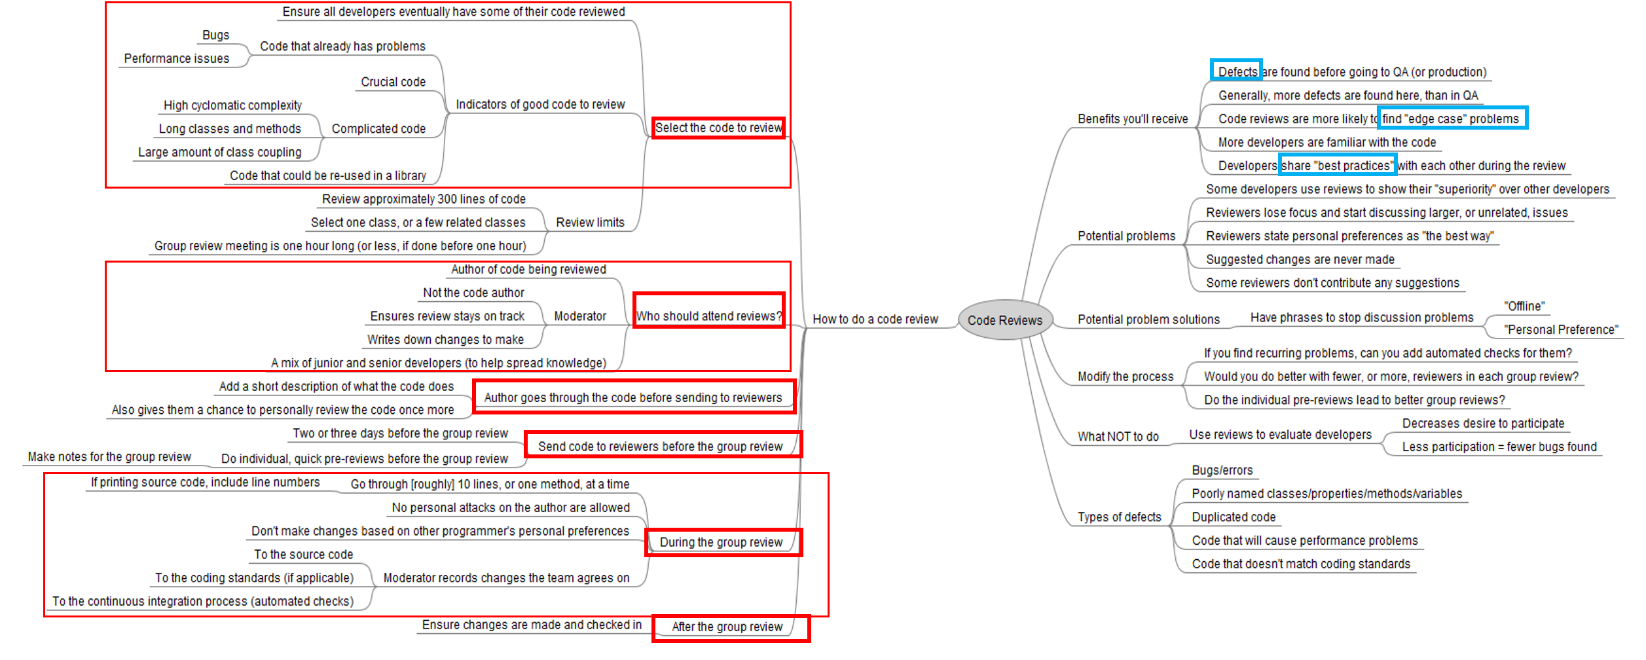 Ensure all developers eventually have some of their code reviewed
Bugs
Performance issues
Code that already has problems
Crucial code
High cyclomatic complexity
Long classes and methods
Large amount of class coupling
Complicated code
Code that could be re-used in a library
Indicators of good code to review
Select the code to review
Review approximately 300 lines of code
Select one class, or a few related classes
Group review meeting is one hour long (or less, if done before one hour)
Review limits
Author of code being reviewed
Not the code author
Ensures review stays on track
Writes down changes to make
Moderator
A mix of junior and senior developers (to help spread knowledge)
Who should attend reviews?
Add a short description of what the code does
Also gives them a chance to personally review the code once more
Author goes through the code before sending to reviewers
Two or three days before the group review
Make notes for the group review
Do individual, quick pre-reviews before the group review
Send code to reviewers before the group review
If printing source code, include line numbers
Go through [roughly] 10 lines, or one method, at a time
No personal attacks on the author are allowed
Don't make changes based on other programmer's personal preferences
To the source code
To the coding standards (if applicable)
To the continuous integration process (automated checks)
Moderator records changes the team agrees on
During the group review
Ensure changes are made and checked in
After the group review
How to do a code review
Code Reviews
Benefits you'll receive
Defects are found before going to QA (or production)
Generally, more defects are found here, than in QA
Code reviews are more likely to find "edge case" problems
More developers are familiar with the code
Developers share "best practices" with each other during the review
Potential problems
Some developers use reviews to show their "superiority" over other developers
Reviewers lose focus and start discussing larger, or unrelated, issues
Reviewers state personal preferences as "the best way"
Suggested changes are never made
Some reviewers don't contribute any suggestions
Potential problem solutions
Have phrases to stop discussion problems
"Offline"
"Personal Preference"
Modify the process
If you find recurring problems, can you add automated checks for them?
Would you do better with fewer, or more, reviewers in each group review?
Do the individual pre-reviews lead to better group reviews?
What NOT to do
Use reviews to evaluate developers
Decreases desire to participate
Less participation = fewer bugs found
Types of defects
Bugs/errors
Poorly named classes/properties/methods/variables
Duplicated code
Code that will cause performance problems
Code that doesn't match coding standards